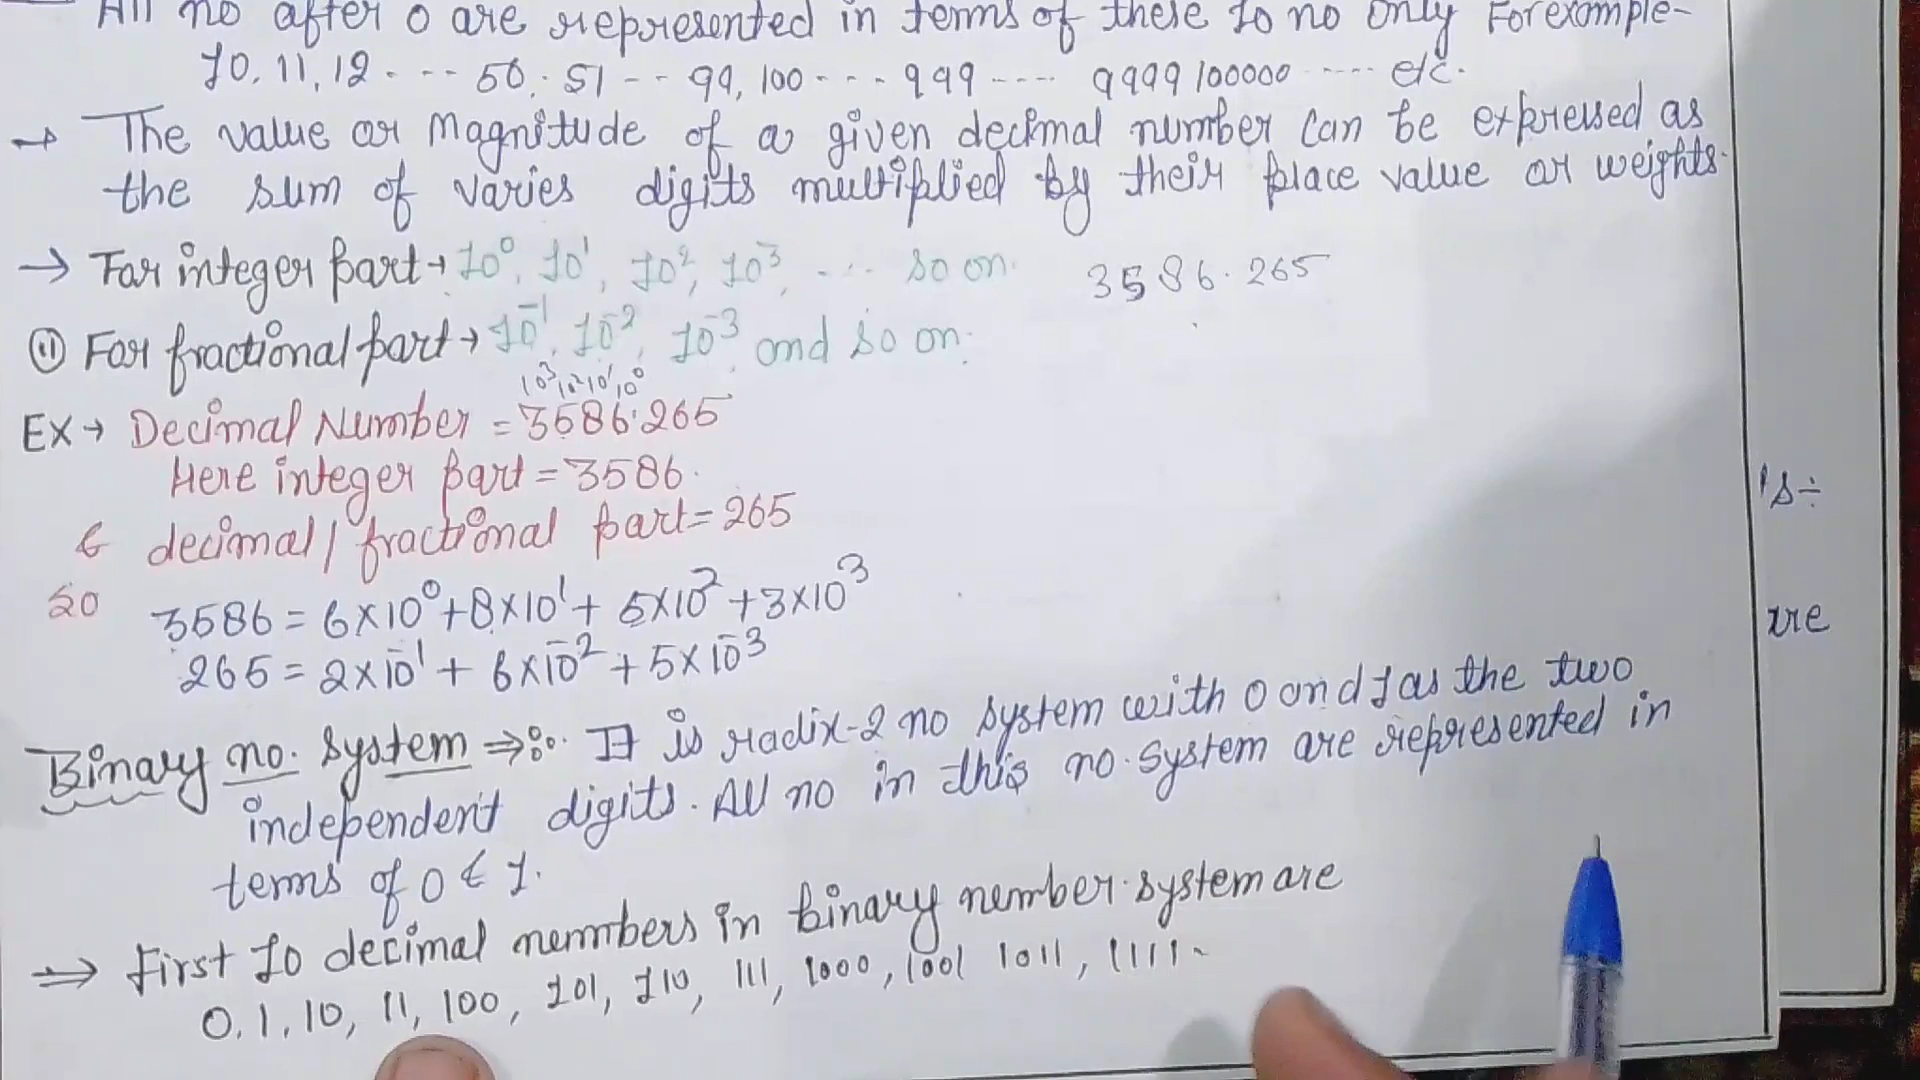 All no after 0 are represented in terms of these 10 no only For example-
10, 11, 12 ---- 50, 51 -- 99, 100 ---- 999 ---- 9999 100000 ----- etc.
→ The value or magnitude of a given decimal number can be expressed as
the sum of varies digits multiplied by their place value or weights.
→ For integer part → 10⁰, 10¹, 10², 10³, .... so on.
3586.265
(ii) For fractional part → 10⁻¹, 10⁻², 10⁻³ and so on.
10³, 10² 10¹, 10⁰
EX → Decimal Number = 3586.265
Here integer part = 3586.
& decimal / fractional part = 265
so 3586 = 6×10⁰ + 8×10¹ + 5×10² + 3×10³
265 = 2×10⁻¹ + 6×10⁻² + 5×10⁻³
Binary no. system ⇒ It is radix-2 no system with 0 and 1 as the two
independent digits. All no in this no. system are represented in
terms of 0 & 1.
⇒ First 10 decimal nembers in binary nember system are
0, 1, 10, 11, 100, 101, 110, 111, 1000, 1001 1011, 1111-
's ÷
are